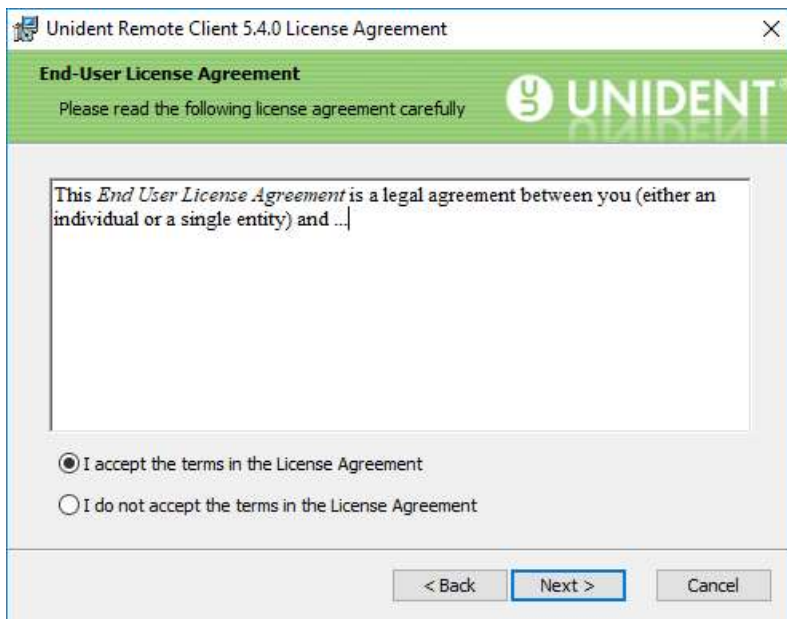 Unident Remote Client 5.4.0 License Agreement
End-User License Agreement
Please read the following license agreement carefully
UNIDENT®
This End User License Agreement is a legal agreement between you (either an
individual or a single entity) and ...
I accept the terms in the License Agreement
I do not accept the terms in the License Agreement
< Back Next > Cancel